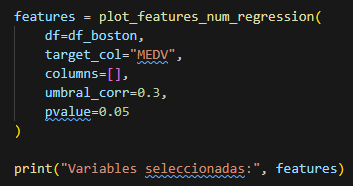 features = plot_features_num_regression(
    df=df_boston,
    target_col="MEDV",
    columns=[],
    umbral_corr=0.3,
    pvalue=0.05
)
print("Variables seleccionadas:", features)